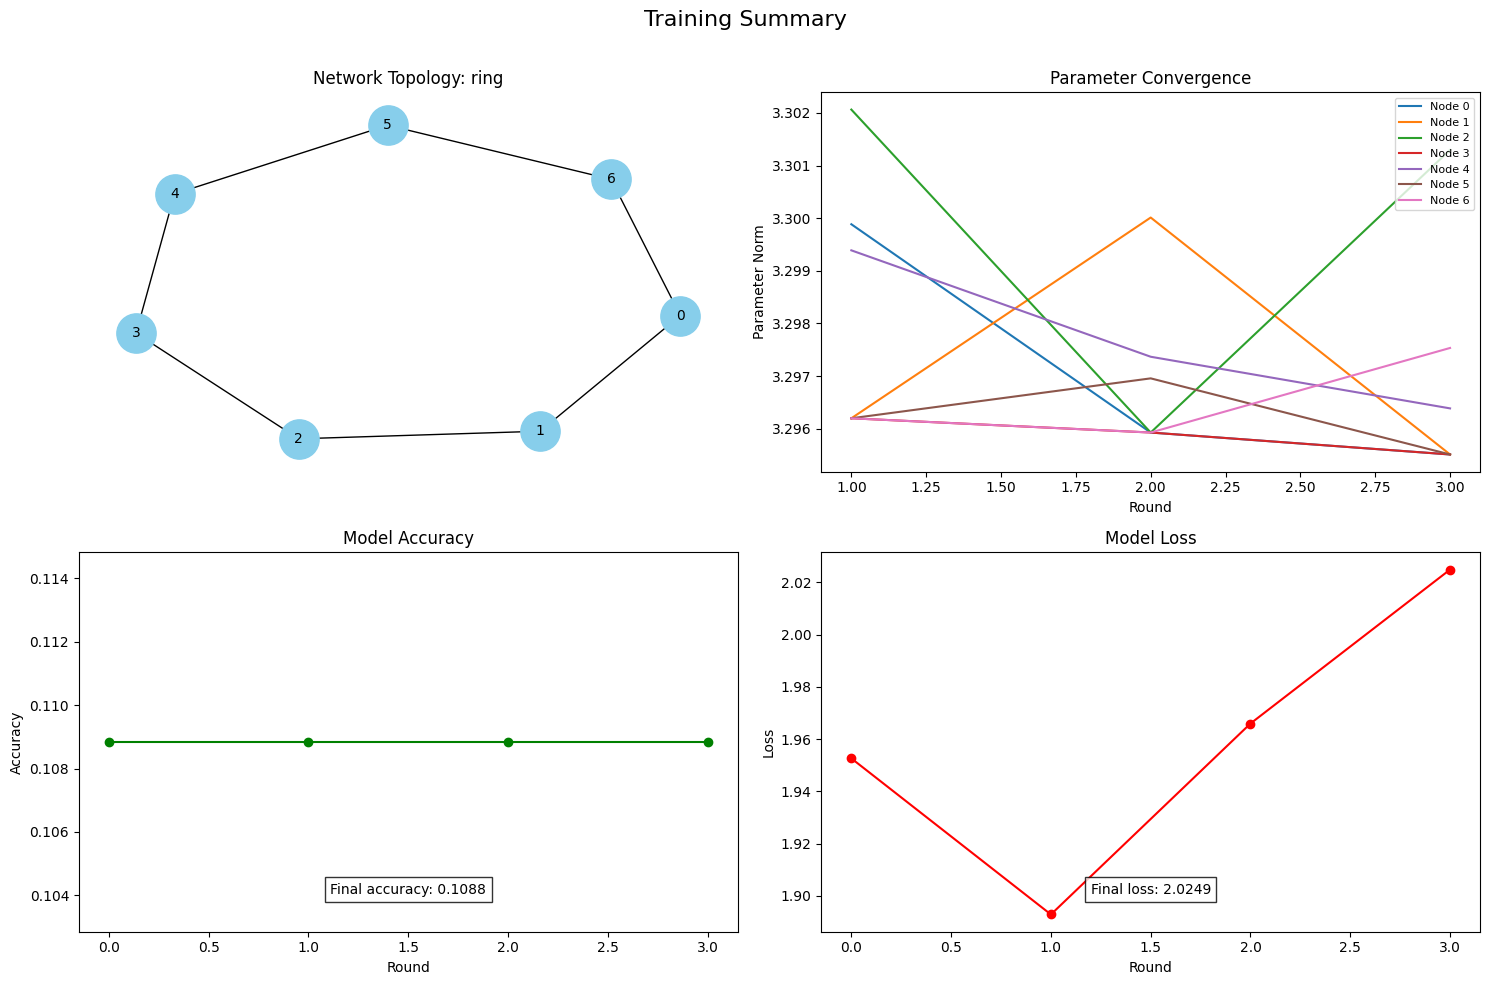 Training Summary
Network Topology: ring
5
6
4
0
3
1
2
Parameter Convergence
Parameter Norm
3.302
3.301
3.300
3.299
3.298
3.297
3.296
Node 0
Node 1
Node 2
Node 3
Node 4
Node 5
Node 6
1.00 1.25 1.50 1.75 2.00 2.25 2.50 2.75 3.00
Round
Model Accuracy
Accuracy
0.114
0.112
0.110
0.108
0.106
0.104
Final accuracy: 0.1088
0.0 0.5 1.0 1.5 2.0 2.5 3.0
Round
Model Loss
Loss
2.02
2.00
1.98
1.96
1.94
1.92
1.90
Final loss: 2.0249
0.0 0.5 1.0 1.5 2.0 2.5 3.0
Round